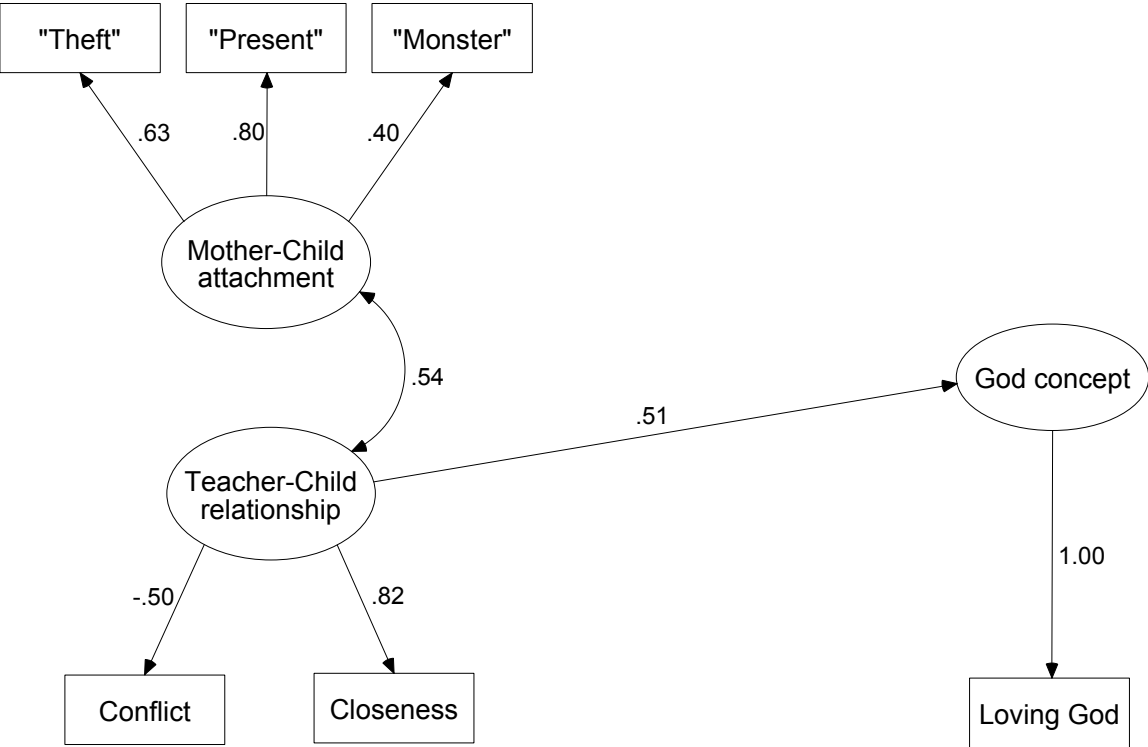 "Theft"
"Present"
"Monster"
.63
.80
.40
Mother-Child
attachment
.54
God concept
.51
Teacher-Child
relationship
1.00
-.50
.82
Conflict
Closeness
Loving God